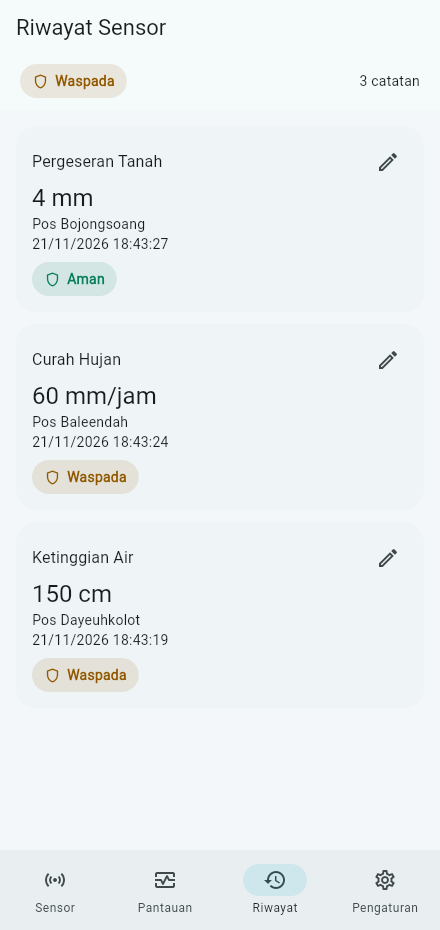 Riwayat Sensor
Waspada
3 catatan
Pergeseran Tanah
4 mm
Pos Bojongsoang
21/11/2026 18:43:27
Aman
Curah Hujan
60 mm/jam
Pos Baleendah
21/11/2026 18:43:24
Waspada
Ketinggian Air
150 cm
Pos Dayeuhkolot
21/11/2026 18:43:19
Waspada
Sensor
Pantauan
Riwayat
Pengaturan